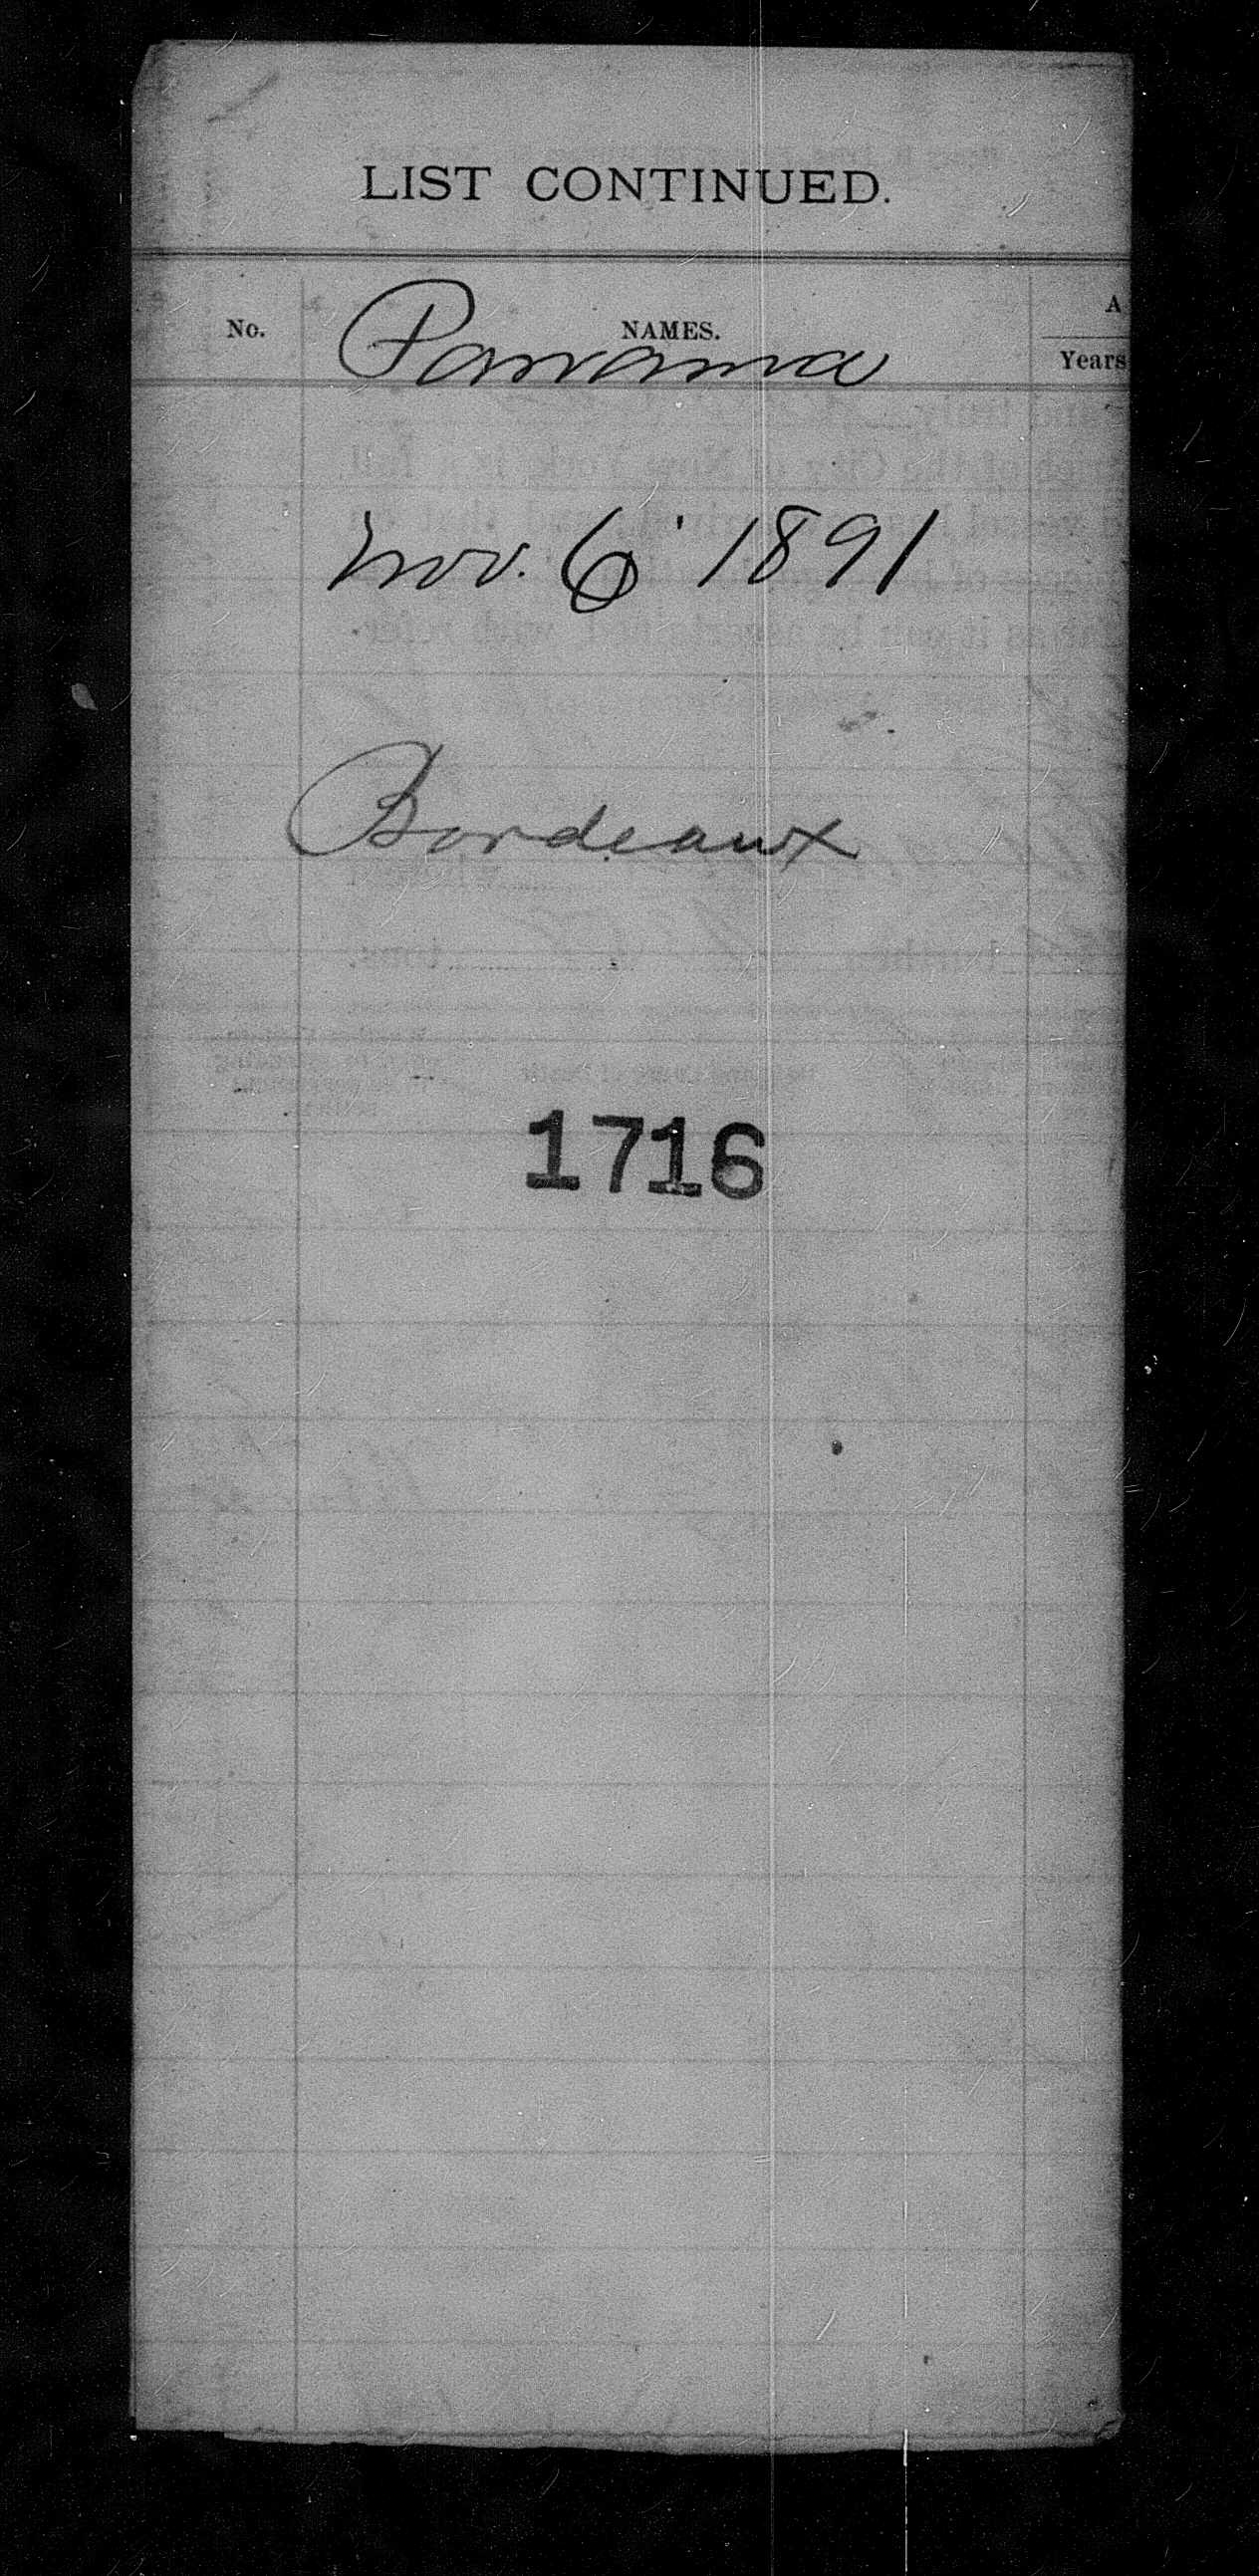 LIST CONTINUED.
No. NAMES. A
Years
Panama
Nov. 6' 1891
Bordeaux
1716